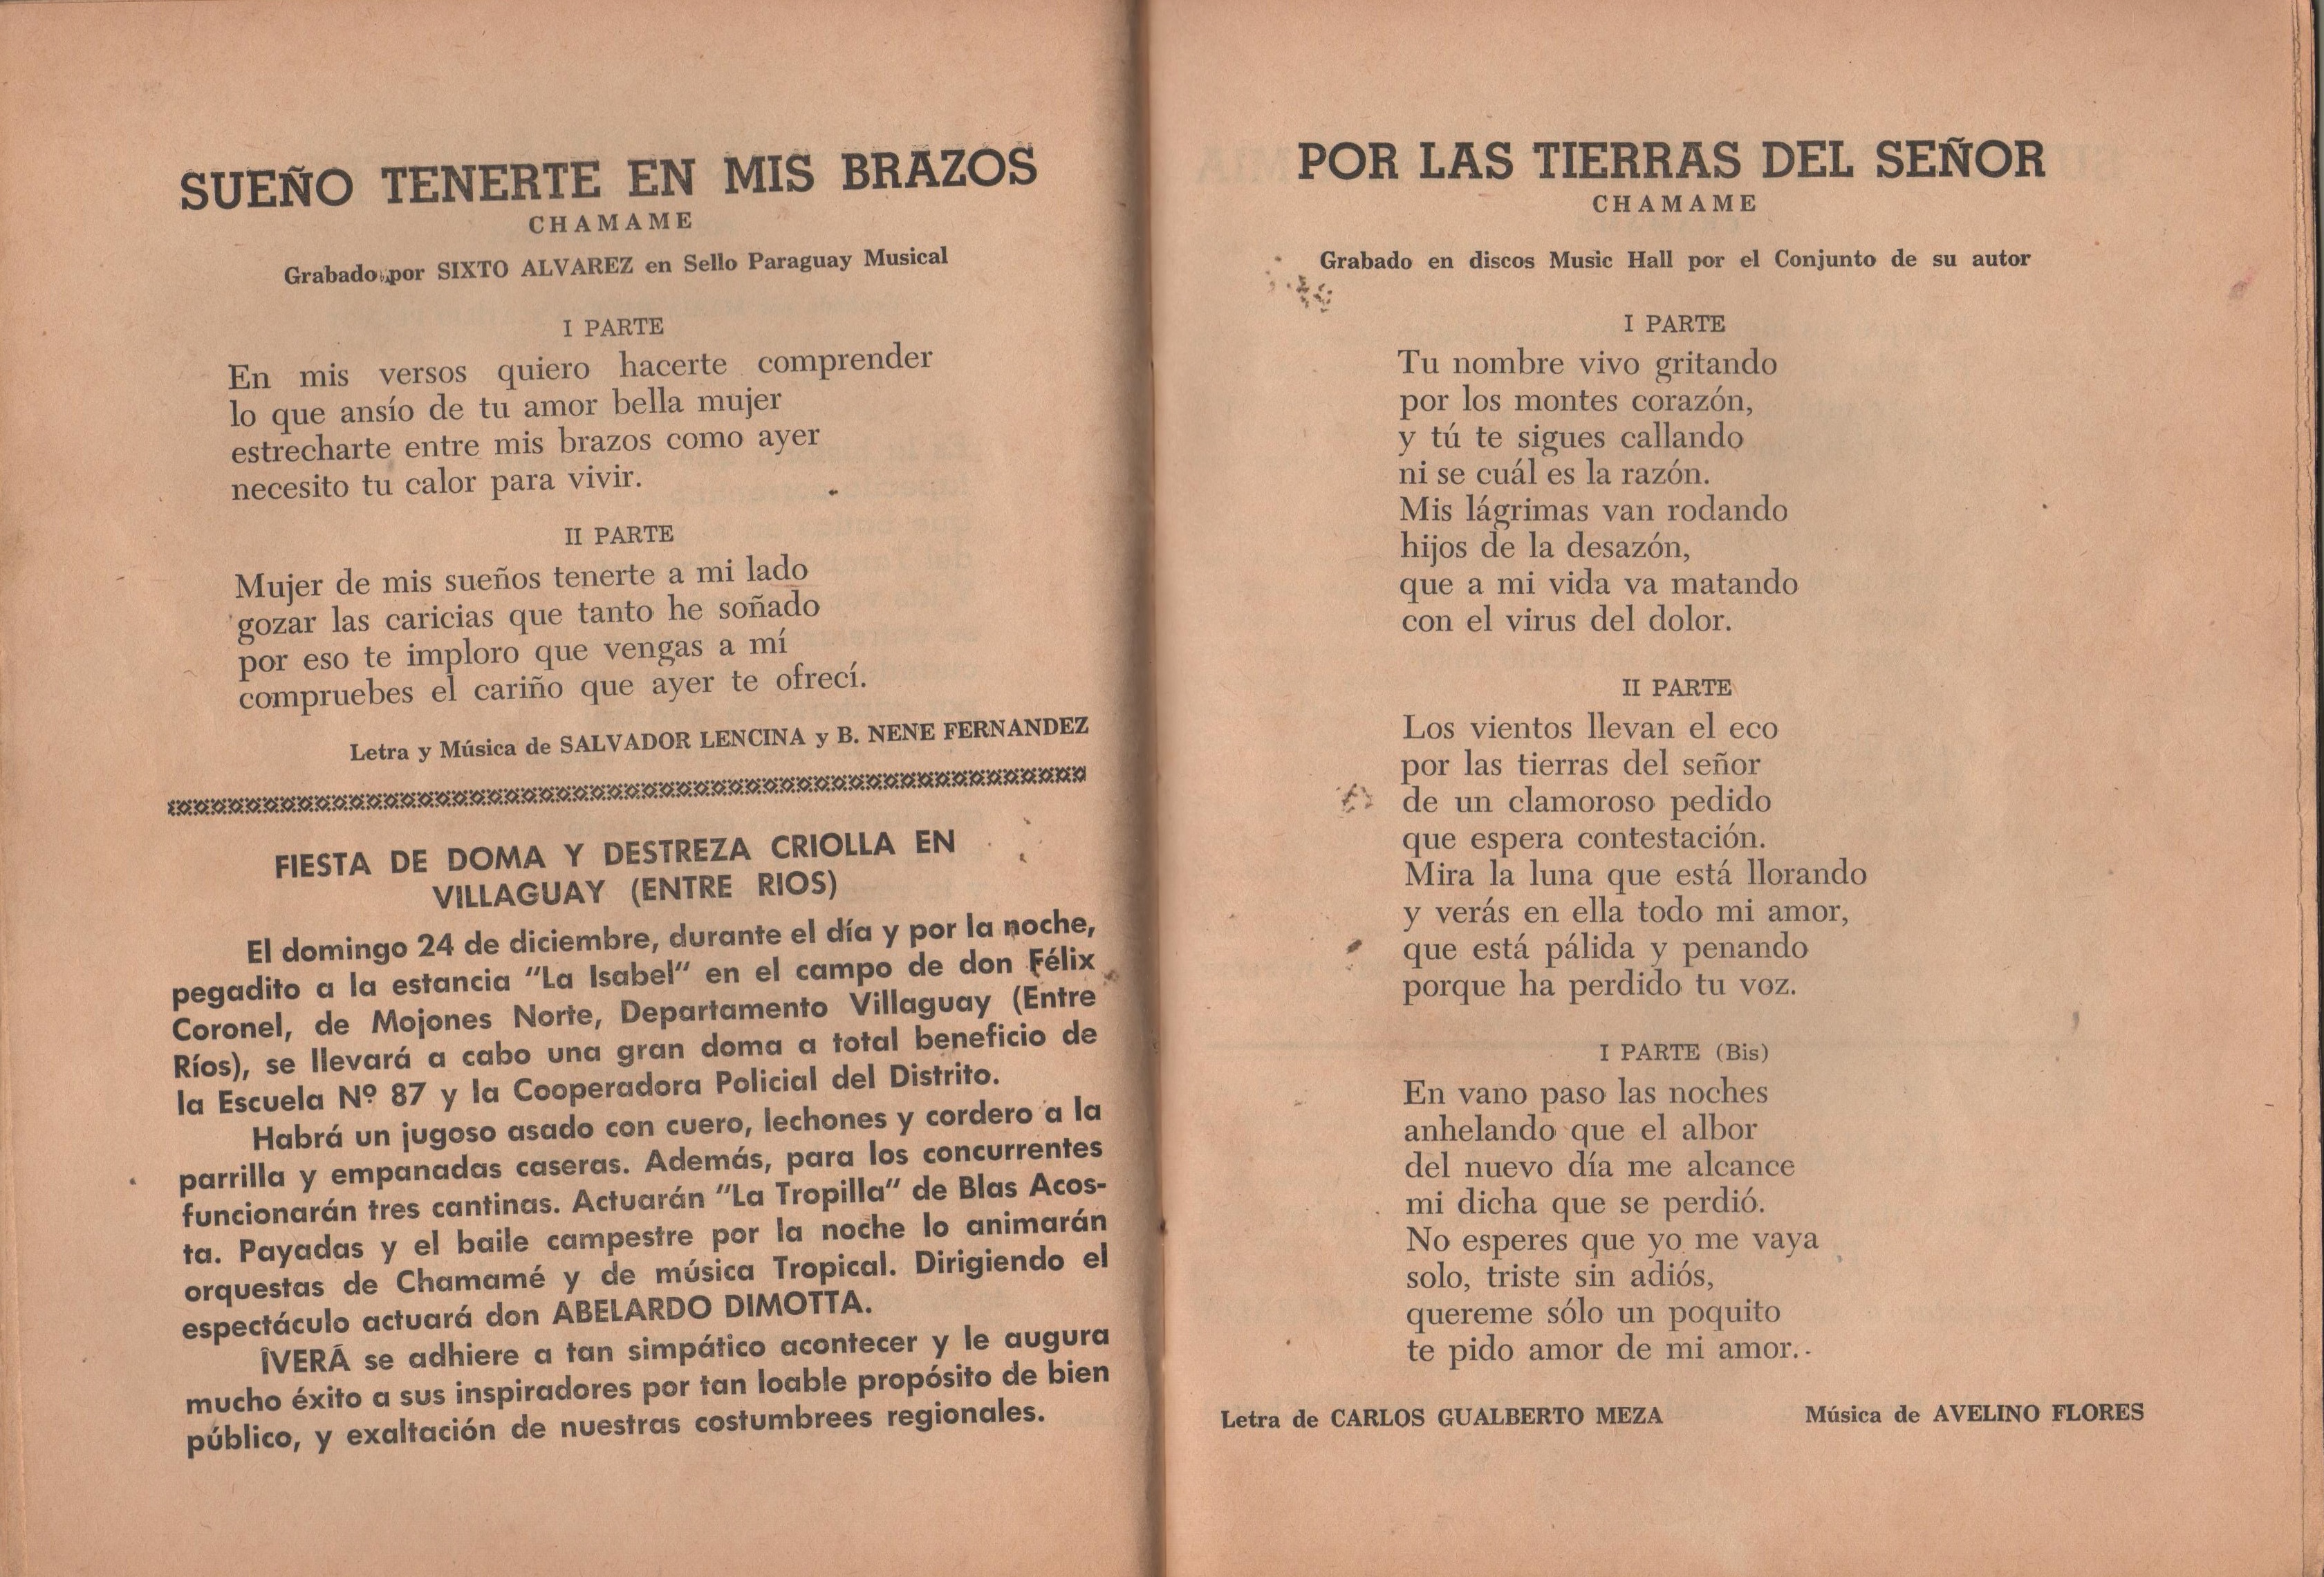 SUEÑO TENERTE EN MIS BRAZOS
CHAMAME
Grabado por SIXTO ALVAREZ en Sello Paraguay Musical
I PARTE
En mis versos quiero hacerte comprender
lo que ansío de tu amor bella mujer
estrecharte entre mis brazos como ayer
necesito tu calor para vivir.
II PARTE
Mujer de mis sueños tenerte a mi lado
gozar las caricias que tanto he soñado
por eso te imploro que vengas a mí
compruebes el cariño que ayer te ofrecí.
Letra y Música de SALVADOR LENCINA y B. NENE FERNANDEZ
FIESTA DE DOMA Y DESTREZA CRIOLLA EN
VILLAGUAY (ENTRE RIOS)
El domingo 24 de diciembre, durante el día y por la noche,
pegadito a la estancia "La Isabel" en el campo de don Félix
Coronel, de Mojones Norte, Departamento Villaguay (Entre
Ríos), se llevará a cabo una gran doma a total beneficio de
la Escuela Nº 87 y la Cooperadora Policial del Distrito.
Habrá un jugoso asado con cuero, lechones y cordero a la
parrilla y empanadas caseras. Además, para los concurrentes
funcionarán tres cantinas. Actuarán "La Tropilla" de Blas Acos-
ta. Payadas y el baile campestre por la noche lo animarán
orquestas de Chamamé y de música Tropical. Dirigiendo el
espectáculo actuará don ABELARDO DIMOTTA.
ÎVERÁ se adhiere a tan simpático acontecer y le augura
mucho éxito a sus inspiradores por tan loable propósito de bien
público, y exaltación de nuestras costumbrees regionales.
POR LAS TIERRAS DEL SEÑOR
CHAMAME
Grabado en discos Music Hall por el Conjunto de su autor
I PARTE
Tu nombre vivo gritando
por los montes corazón,
y tú te sigues callando
ni se cuál es la razón.
Mis lágrimas van rodando
hijos de la desazón,
que a mi vida va matando
con el virus del dolor.
II PARTE
Los vientos llevan el eco
por las tierras del señor
de un clamoroso pedido
que espera contestación.
Mira la luna que está llorando
y verás en ella todo mi amor,
que está pálida y penando
porque ha perdido tu voz.
I PARTE (Bis)
En vano paso las noches
anhelando que el albor
del nuevo día me alcance
mi dicha que se perdió.
No esperes que yo me vaya
solo, triste sin adiós,
quereme sólo un poquito
te pido amor de mi amor..
Letra de CARLOS GUALBERTO MEZA Música de AVELINO FLORES